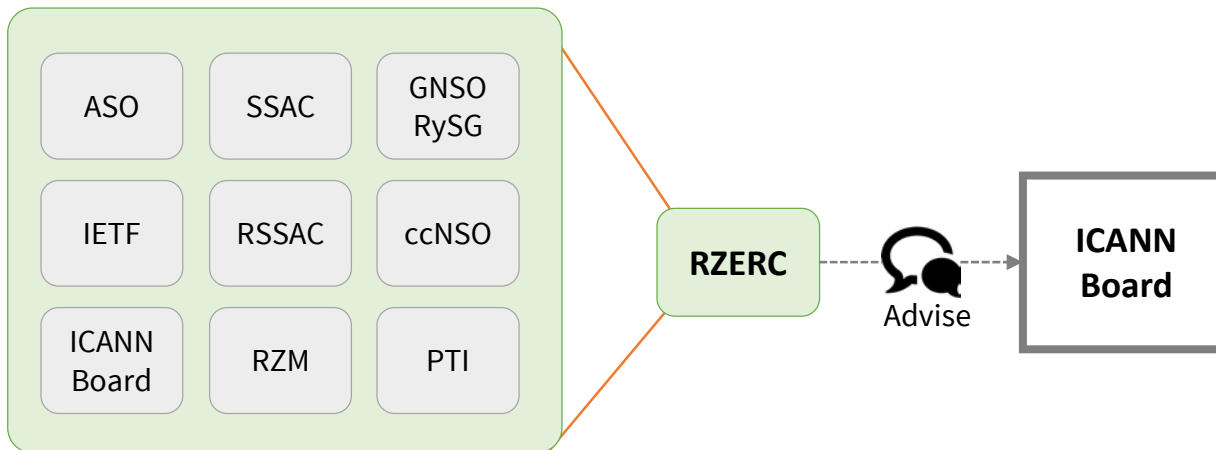 ASO
SSAC
GNSO
RySG
IETF
RSSAC
ccNSO
ICANN
Board
RZM
PTI
RZERC
Advise
ICANN
Board